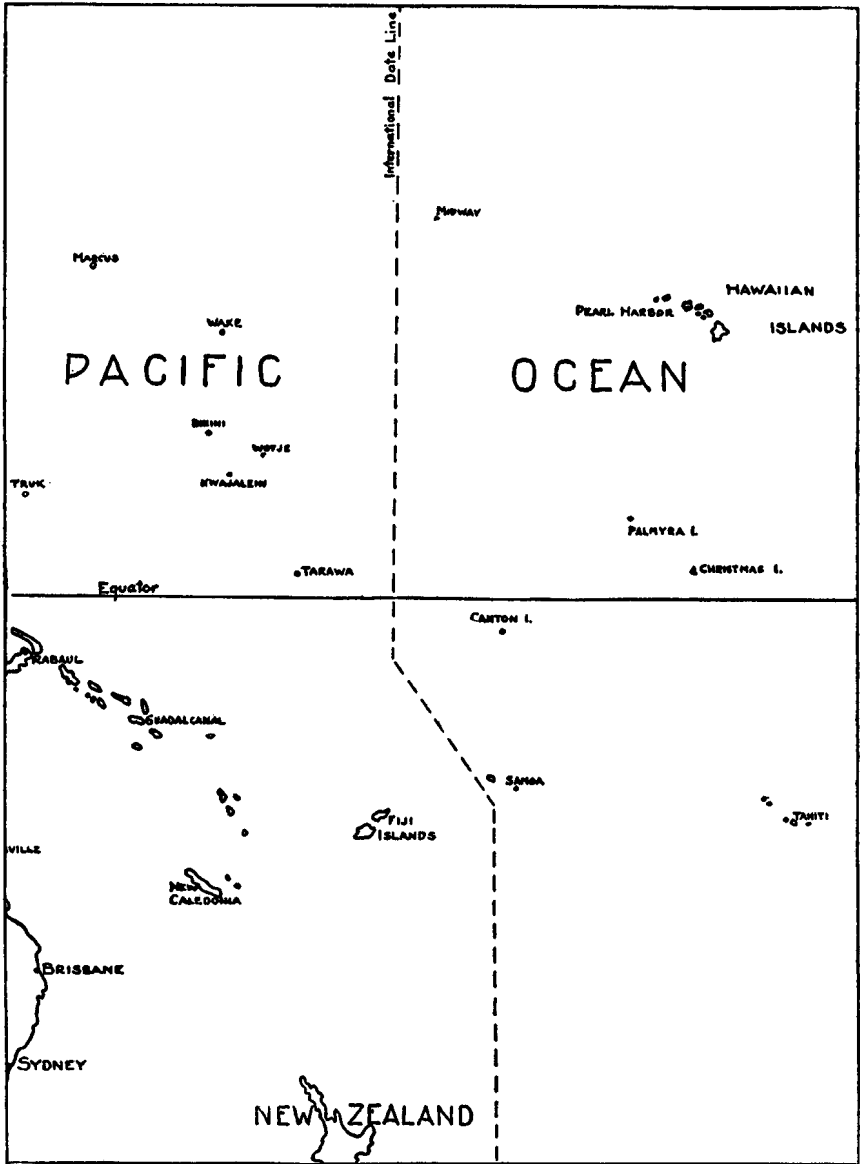 International Date Line
MIDWAY
MARCUS
HAWAIIAN
ISLANDS
PEARL HARBOR
WAKE
PACIFIC OCEAN
BIKINI
WOTJE
KWAJALEIN
TRUK
PALMYRA I.
TARAWA
CHRISTMAS I.
Equator
CANTON I.
RABAUL
GUADALCANAL
SAMOA
FIJI
ISLANDS
TAHITI
VILLE
NEW
CALEDONIA
BRISBANE
SYDNEY
NEW ZEALAND